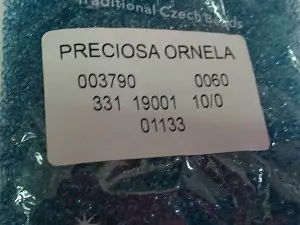 Traditional Czech Beads
PRECIOSA ORNELA
003790 0060
331 19001 10/0
01133